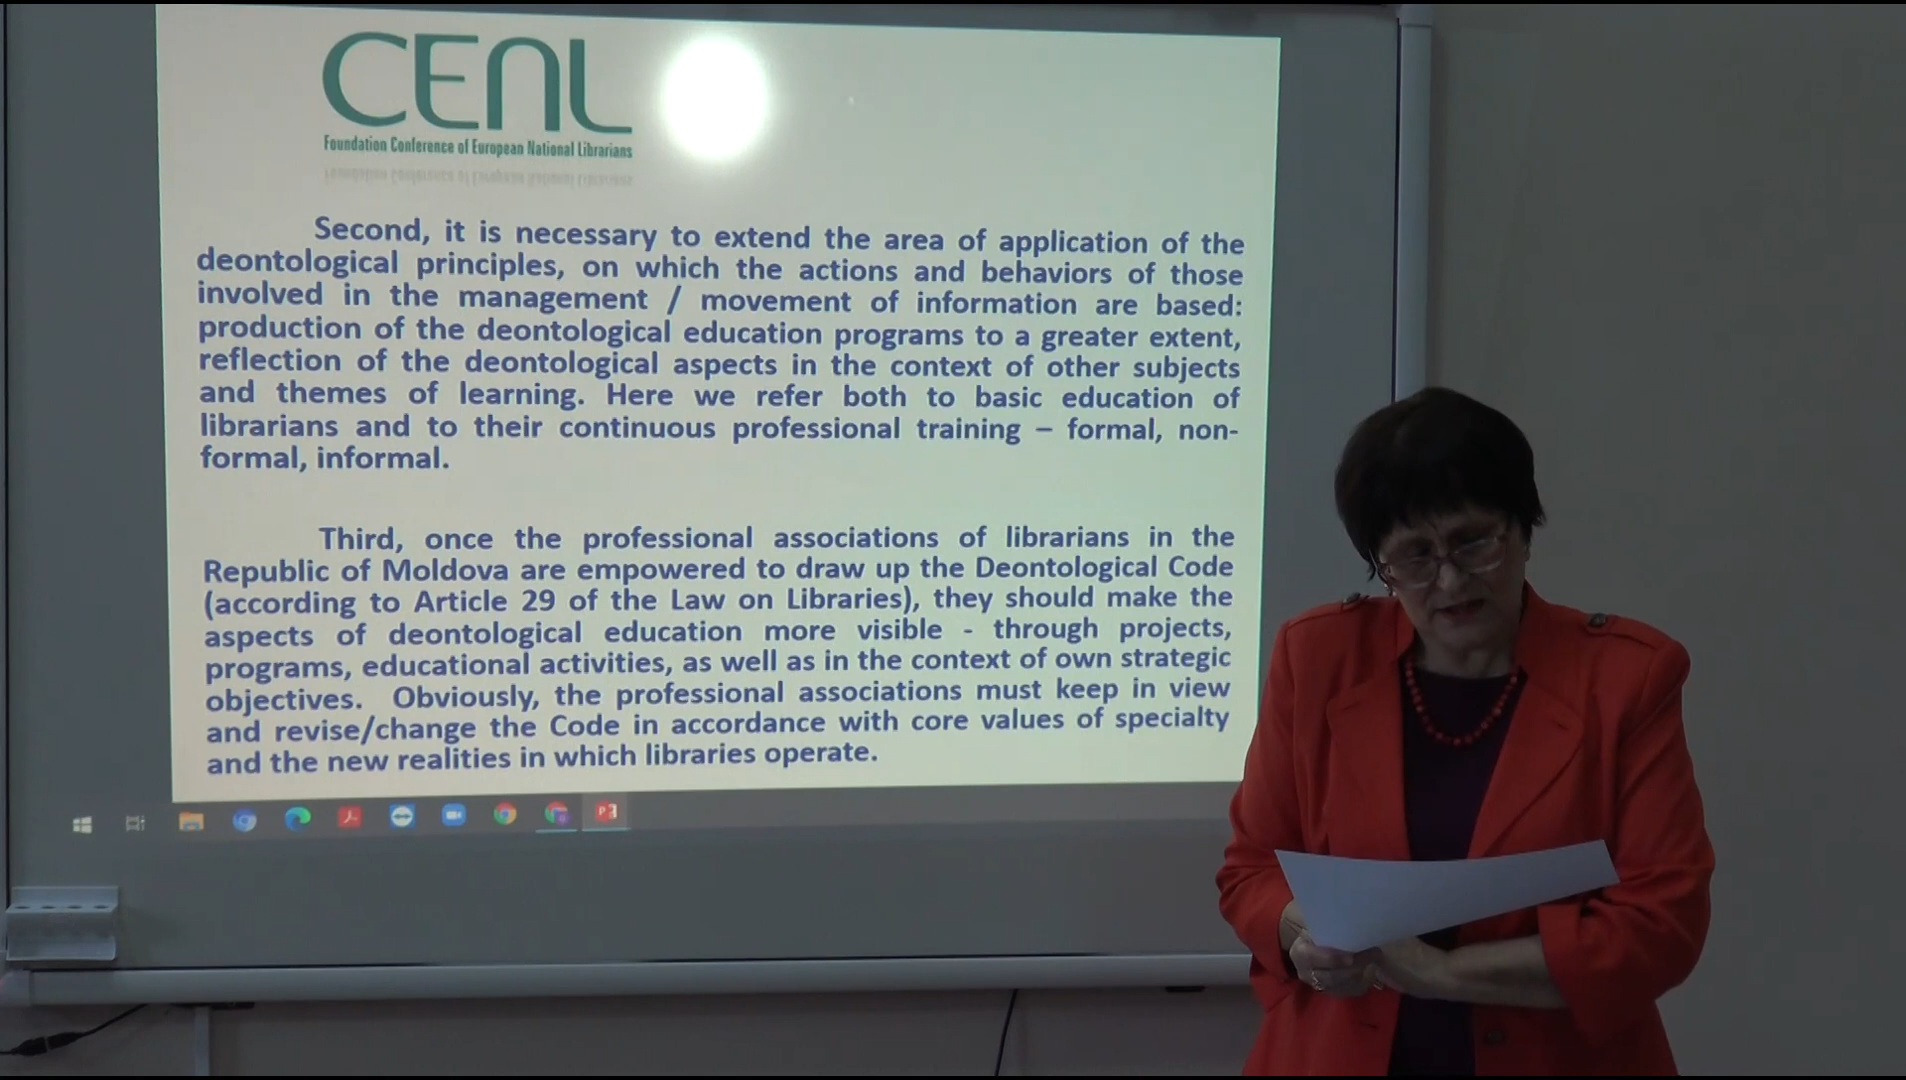 CENL
Foundation Conference of European National Librarians
Second, it is necessary to extend the area of application of the
deontological principles, on which the actions and behaviors of those
involved in the management / movement of information are based:
production of the deontological education programs to a greater extent,
reflection of the deontological aspects in the context of other subjects
and themes of learning. Here we refer both to basic education of
librarians and to their continuous professional training – formal, non-
formal, informal.
Third, once the professional associations of librarians in the
Republic of Moldova are empowered to draw up the Deontological Code
(according to Article 29 of the Law on Libraries), they should make the
aspects of deontological education more visible - through projects,
programs, educational activities, as well as in the context of own strategic
objectives. Obviously, the professional associations must keep in view
and revise/change the Code in accordance with core values of specialty
and the new realities in which libraries operate.